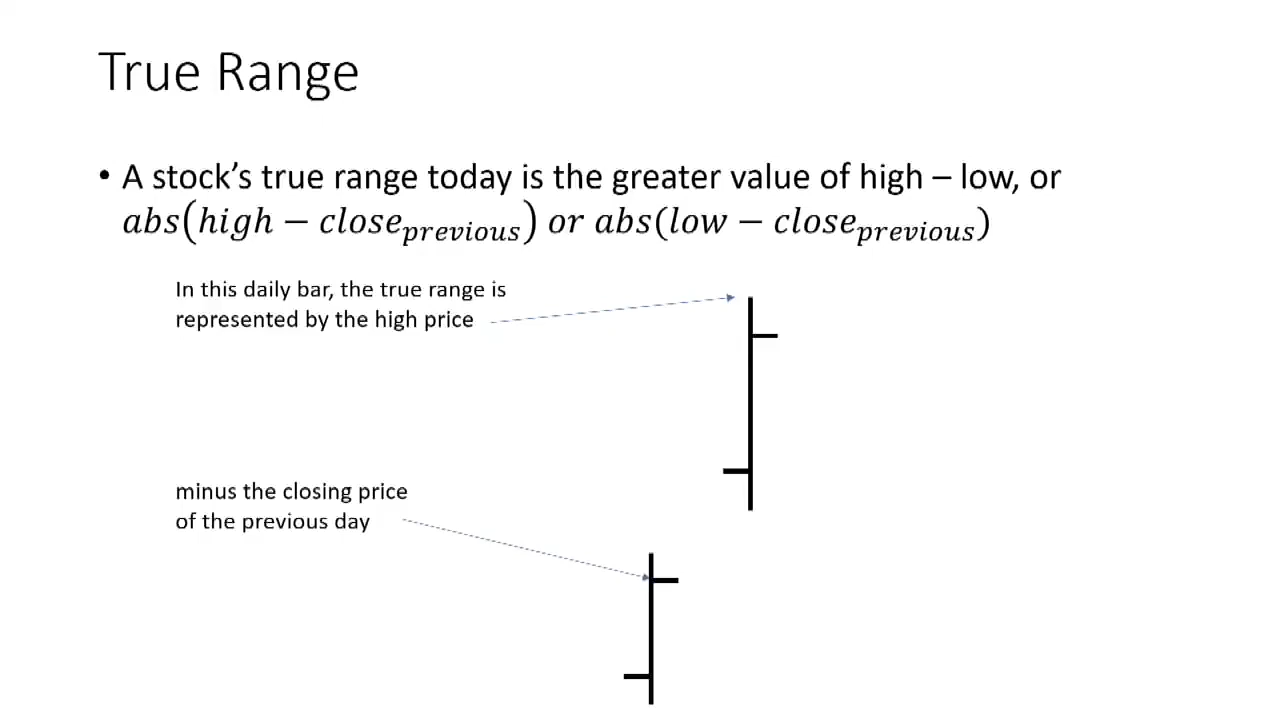 True Range
• A stock’s true range today is the greater value of high – low, or
abs(high − close_previous) or abs(low − close_previous)
In this daily bar, the true range is
represented by the high price
minus the closing price
of the previous day